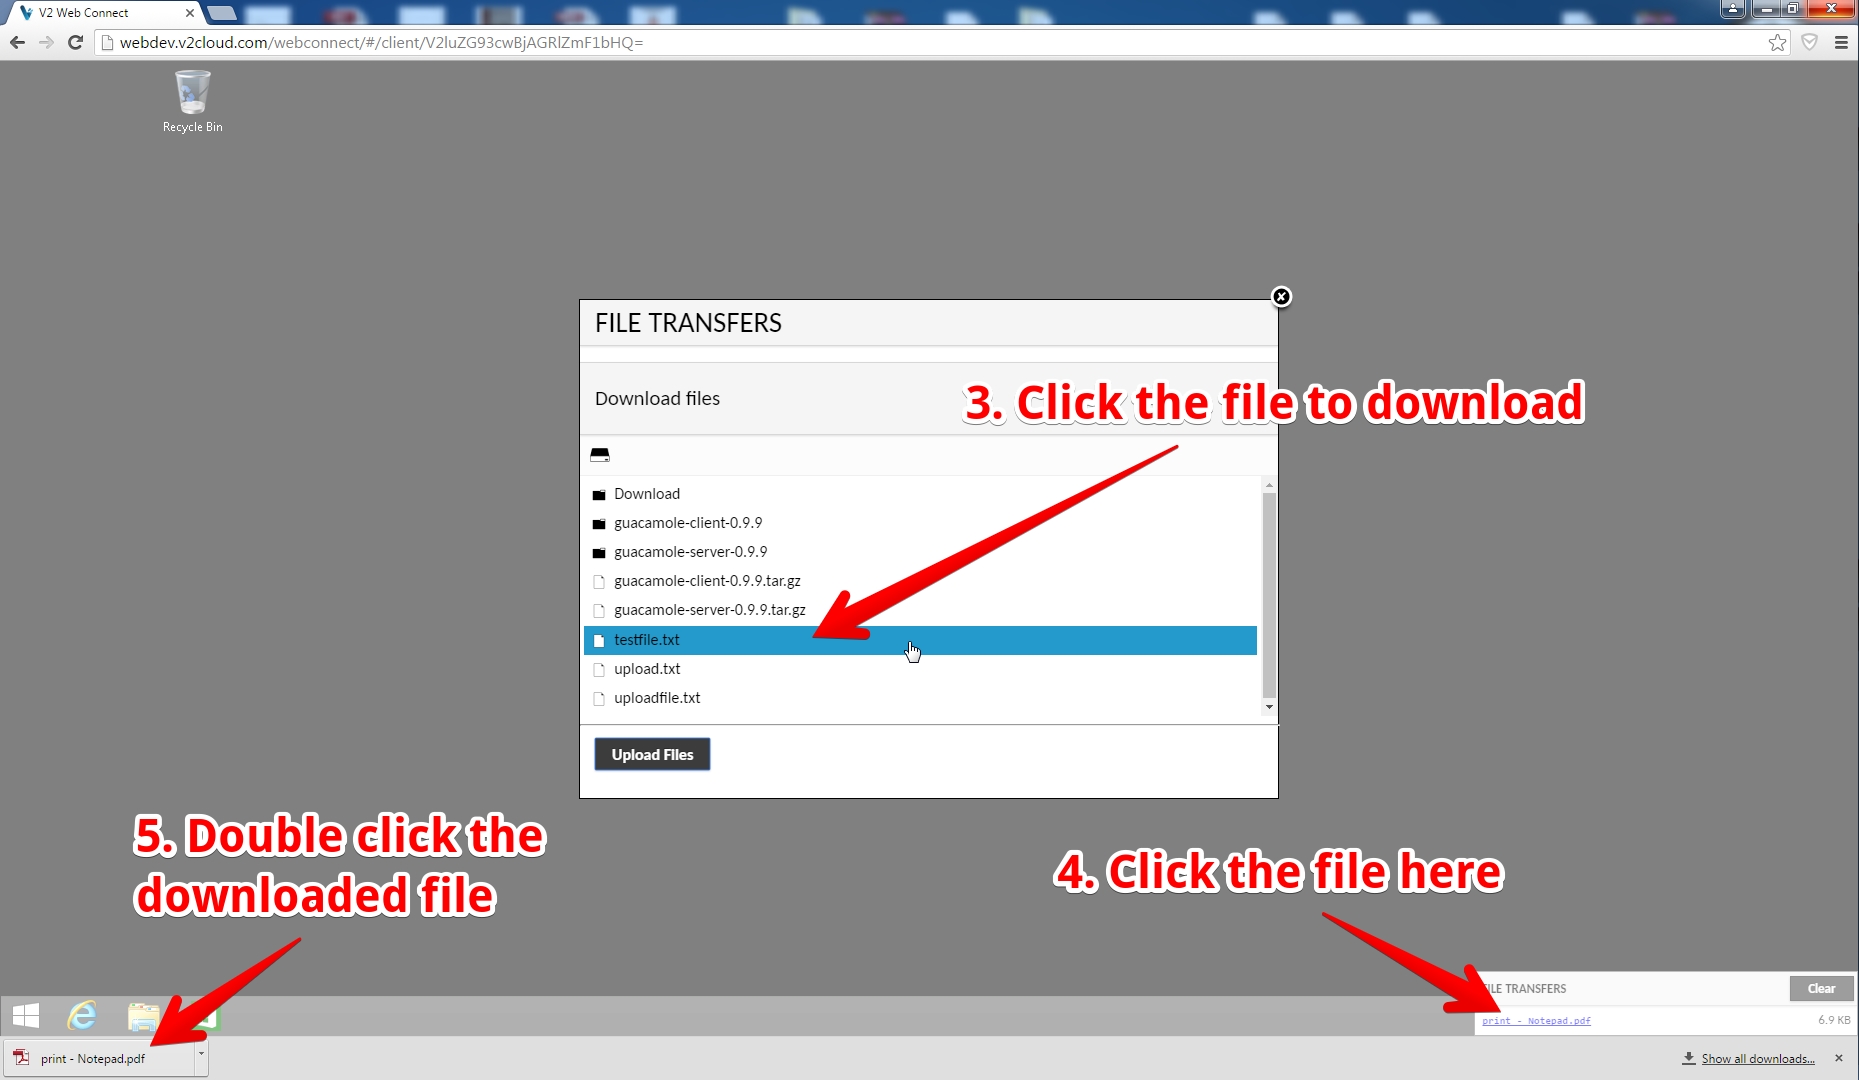 V2 Web Connect
webdev.v2cloud.com/webconnect/#/client/V2luZG93cwBjAGRlZmF1bHQ=
Recycle Bin
FILE TRANSFERS
Download files
3. Click the file to download
Download
guacamole-client-0.9.9
guacamole-server-0.9.9
guacamole-client-0.9.9.tar.gz
guacamole-server-0.9.9.tar.gz
testfile.txt
upload.txt
uploadfile.txt
Upload Files
5. Double click the
downloaded file
4. Click the file here
FILE TRANSFERS
Clear
print - Notepad.pdf
6.9 KB
print - Notepad.pdf
Show all downloads...